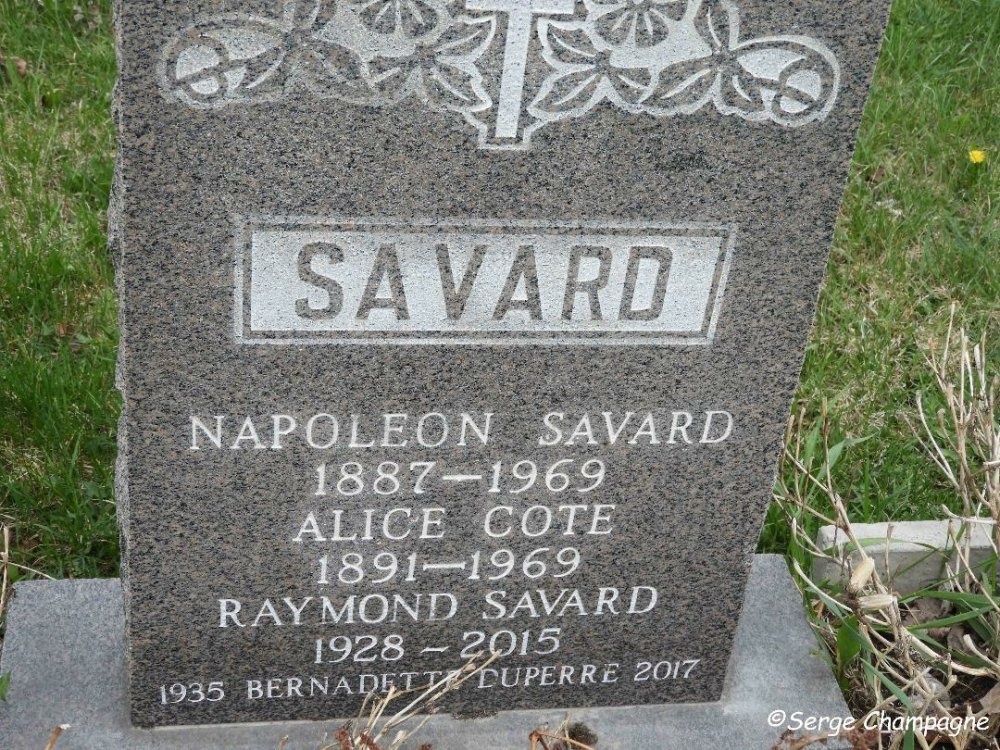 SAVARD
NAPOLEON SAVARD
1887—1969
ALICE COTE
1891—1969
RAYMOND SAVARD
1928 – 2015
1935 BERNADETTE DUPERRE 2017
©Serge Champagne